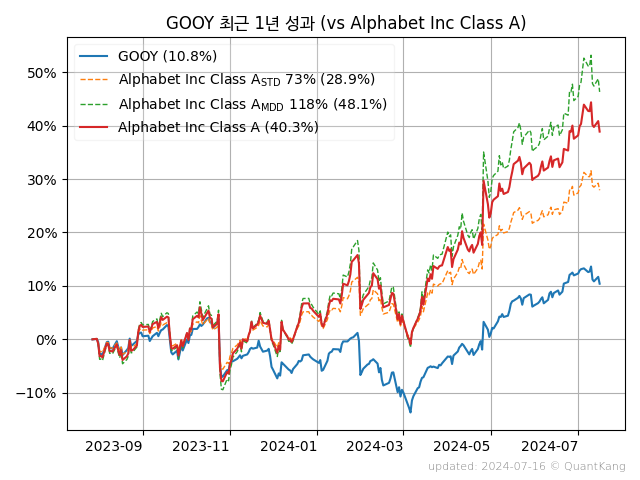 GOOY 최근 1년 성과 (vs Alphabet Inc Class A)
GOOY (10.8%)
Alphabet Inc Class A_STD 73% (28.9%)
Alphabet Inc Class A_MDD 118% (48.1%)
Alphabet Inc Class A (40.3%)
50%
40%
30%
20%
10%
0%
−10%
2023-09 2023-11 2024-01 2024-03 2024-05 2024-07
updated: 2024-07-16 © QuantKang